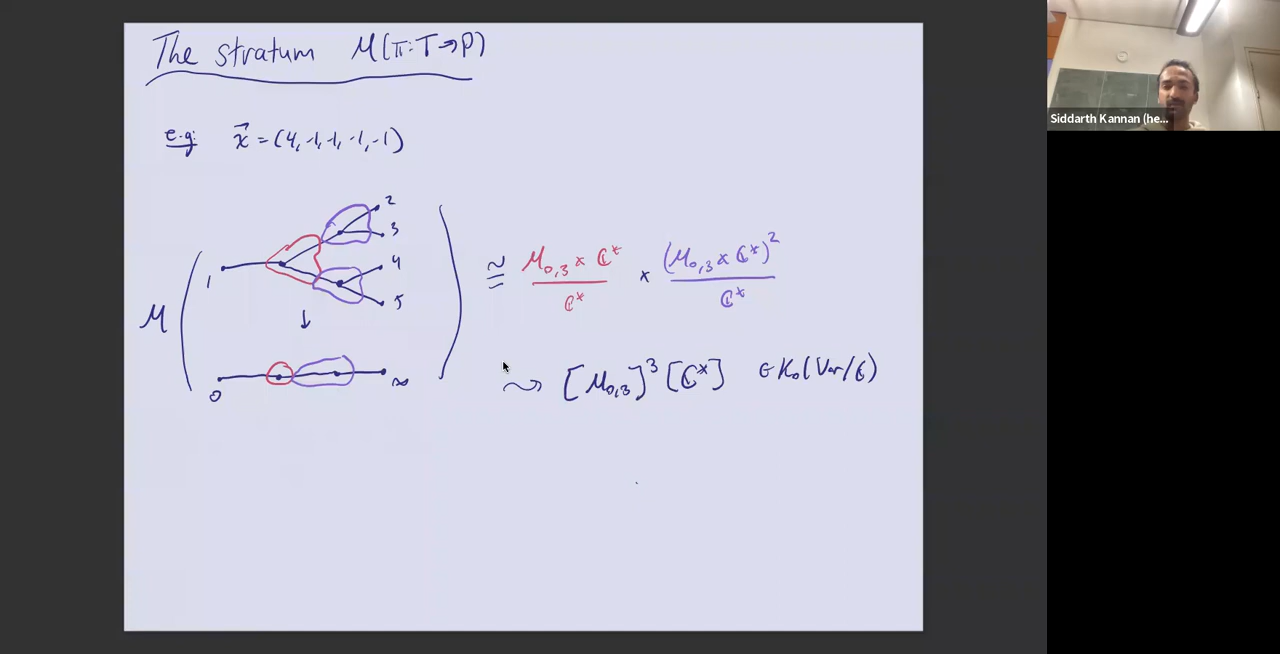 The stratum M(π:T→P)
e.g: x⃗ = (4,-1,-1,-1,-1)
M ( 1 2 3 4 5 ↓ 0 ∞ ) ≅ M₀,₃ × ℂ* / ℂ* × (M₀,₃ × ℂ*)² / ℂ*
⇝ [M₀,₃]³ [ℂ*] ∈ K₀(Var/ℂ)
Siddarth Kannan (he...